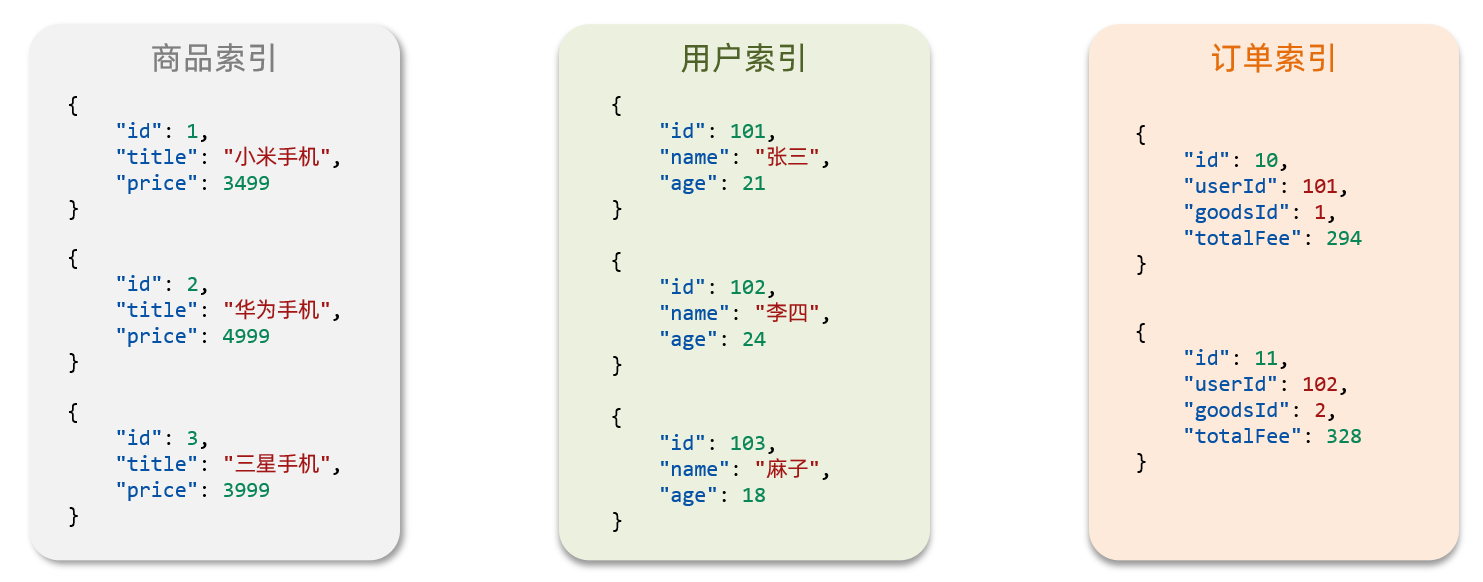 商品索引
{
    "id": 1,
    "title": "小米手机",
    "price": 3499
}
{
    "id": 2,
    "title": "华为手机",
    "price": 4999
}
{
    "id": 3,
    "title": "三星手机",
    "price": 3999
}
用户索引
{
    "id": 101,
    "name": "张三",
    "age": 21
}
{
    "id": 102,
    "name": "李四",
    "age": 24
}
{
    "id": 103,
    "name": "麻子",
    "age": 18
}
订单索引
{
    "id": 10,
    "userId": 101,
    "goodsId": 1,
    "totalFee": 294
}
{
    "id": 11,
    "userId": 102,
    "goodsId": 2,
    "totalFee": 328
}